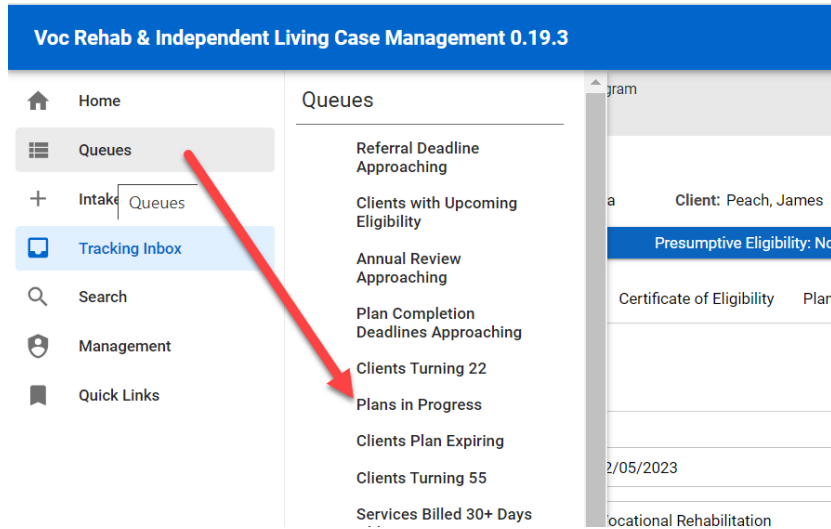 Voc Rehab & Independent Living Case Management 0.19.3
Home
Queues
Intake
Queues
Tracking Inbox
Search
Management
Quick Links
Queues
Referral Deadline
Approaching
Clients with Upcoming
Eligibility
Annual Review
Approaching
Plan Completion
Deadlines Approaching
Clients Turning 22
Plans in Progress
Clients Plan Expiring
Clients Turning 55
Services Billed 30+ Days
gram
a Client: Peach, James
Presumptive Eligibility: No
Certificate of Eligibility Plan
2/05/2023
ocational Rehabilitation